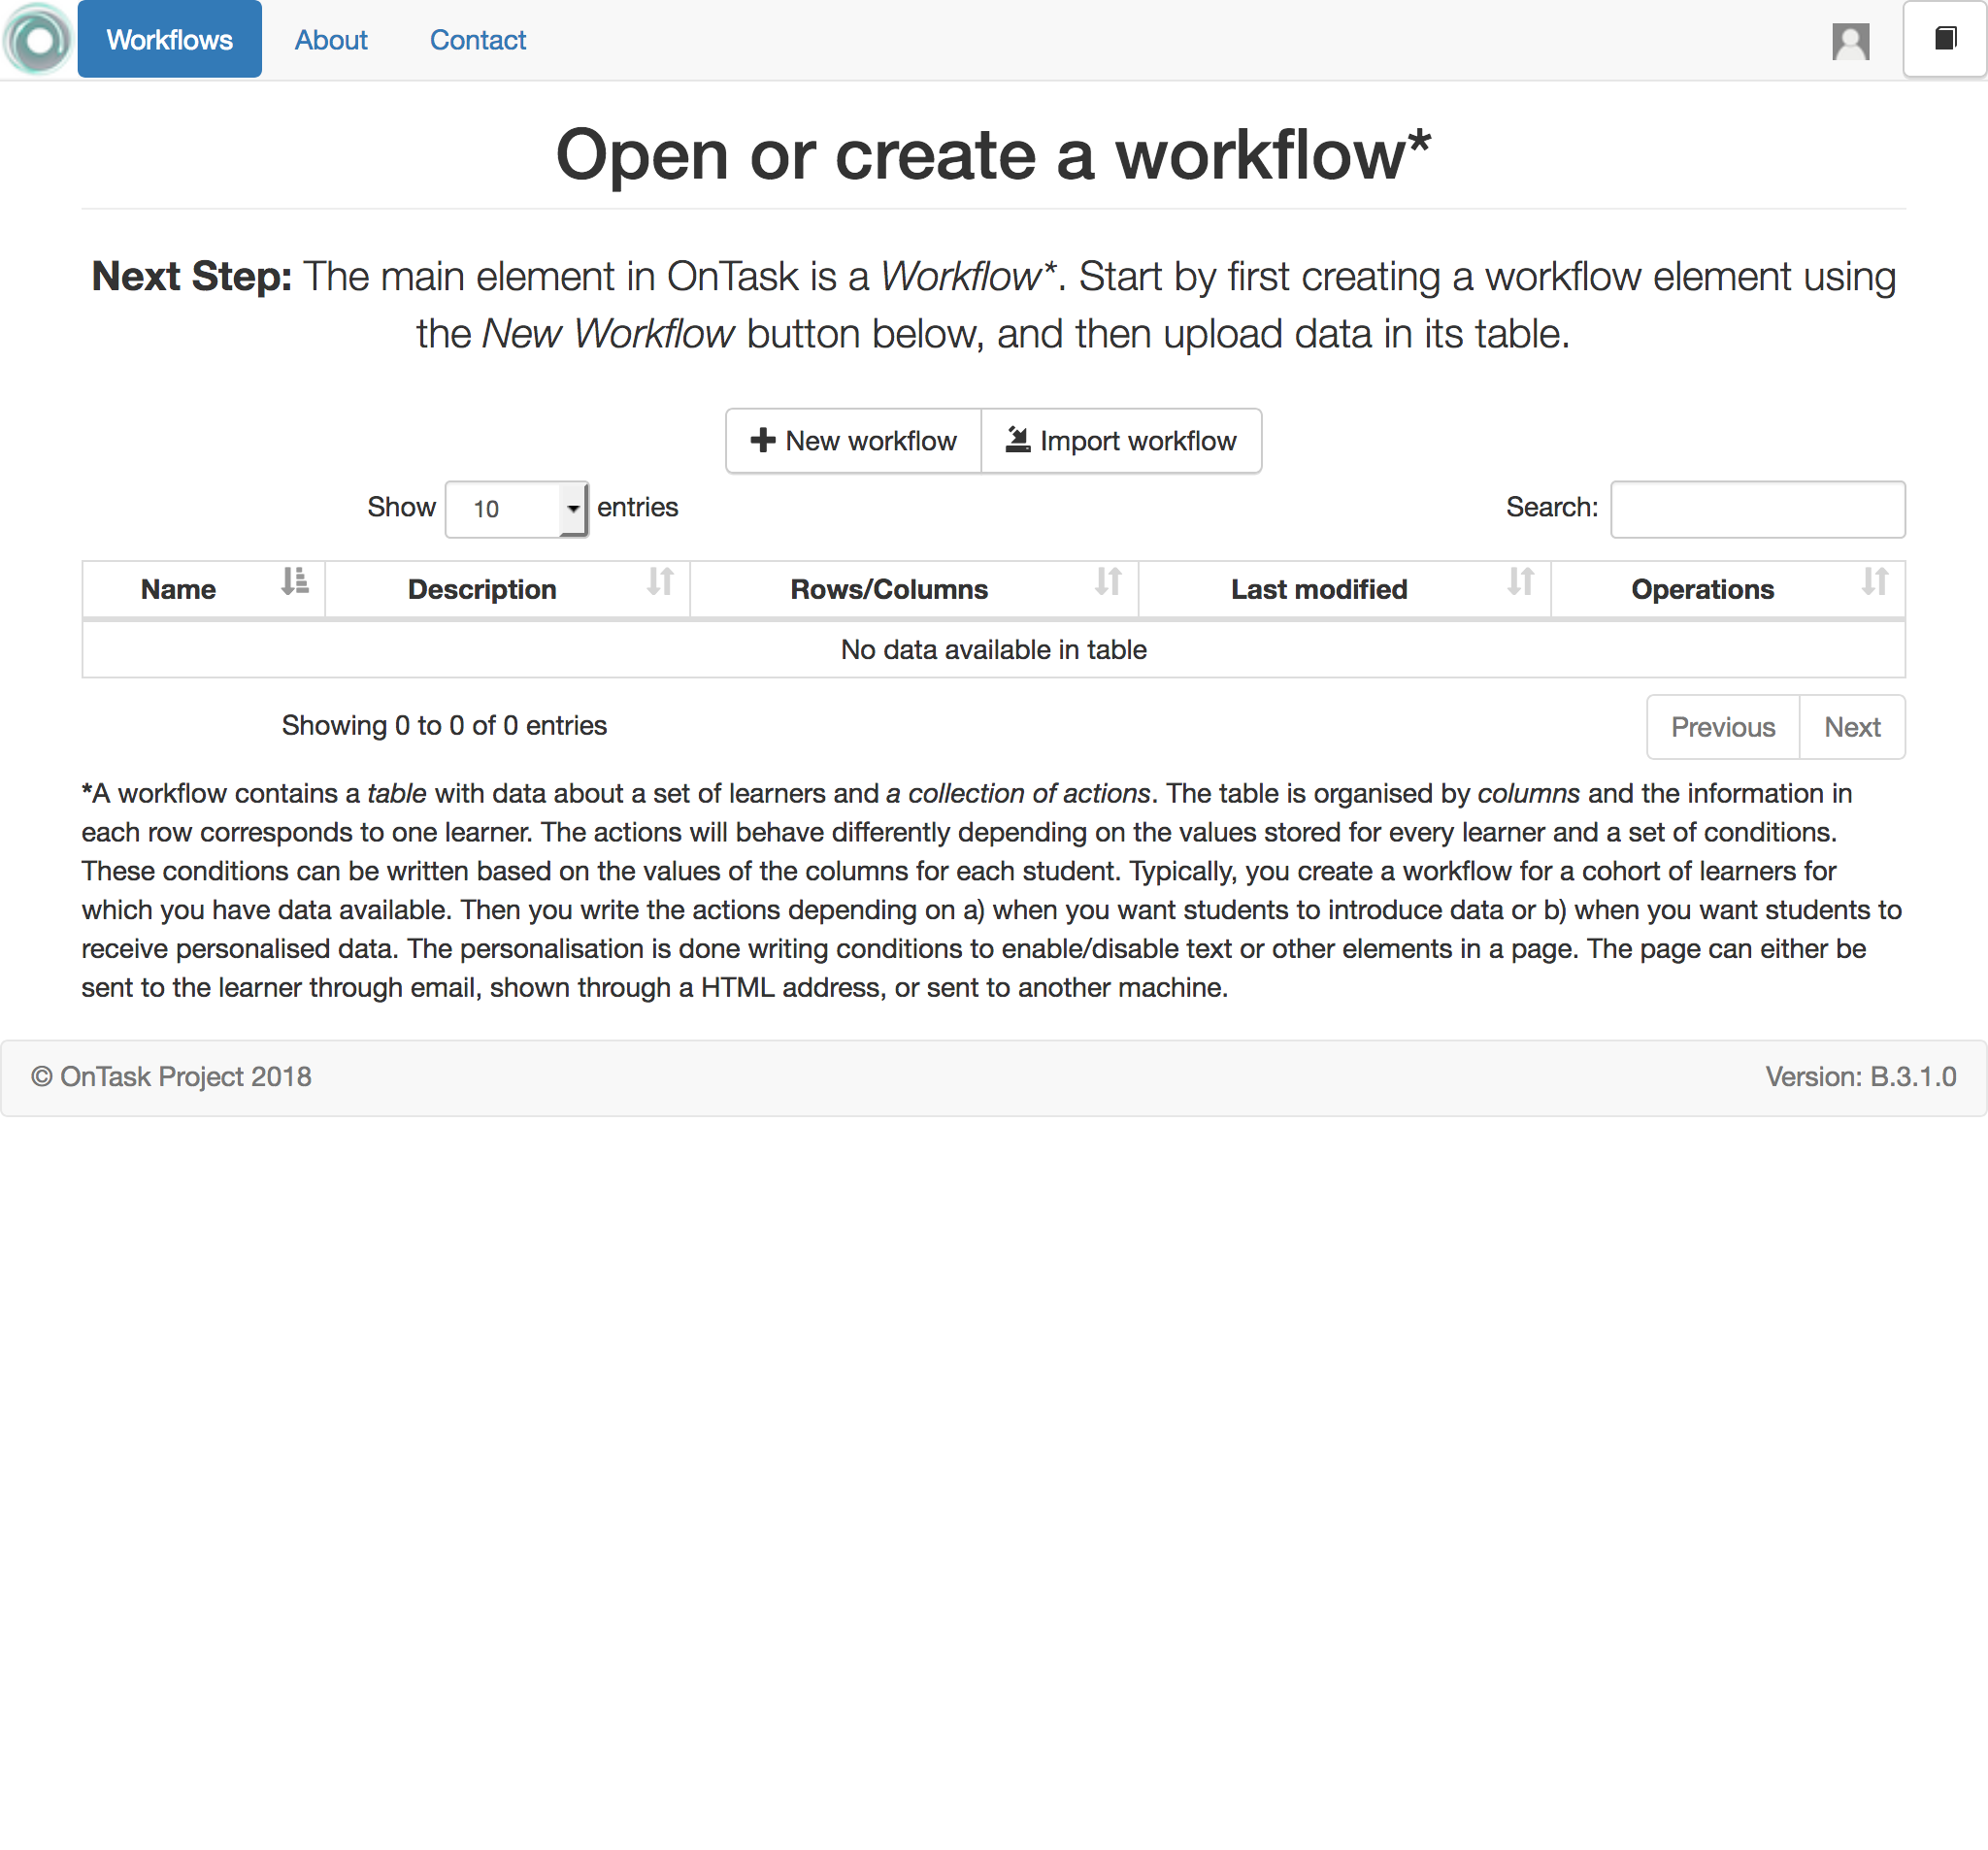 Workflows About Contact
Open or create a workflow*
Next Step: The main element in OnTask is a Workflow*. Start by first creating a workflow element using
the New Workflow button below, and then upload data in its table.
New workflow Import workflow
Show 10 entries Search:
Name Description Rows/Columns Last modified Operations
No data available in table
Showing 0 to 0 of 0 entries Previous Next
*A workflow contains a table with data about a set of learners and a collection of actions. The table is organised by columns and the information in
each row corresponds to one learner. The actions will behave differently depending on the values stored for every learner and a set of conditions.
These conditions can be written based on the values of the columns for each student. Typically, you create a workflow for a cohort of learners for
which you have data available. Then you write the actions depending on a) when you want students to introduce data or b) when you want students to
receive personalised data. The personalisation is done writing conditions to enable/disable text or other elements in a page. The page can either be
sent to the learner through email, shown through a HTML address, or sent to another machine.
© OnTask Project 2018 Version: B.3.1.0